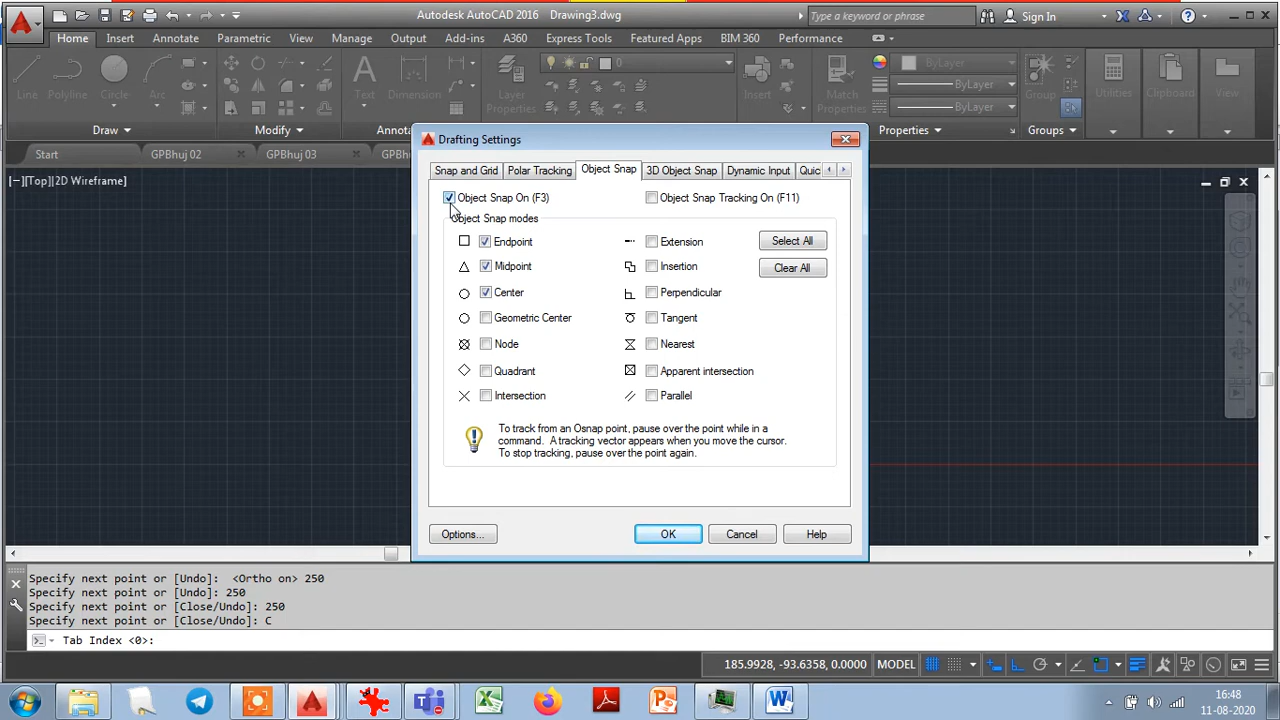 Autodesk AutoCAD 2016 Drawing3.dwg
Type a keyword or phrase
Sign In
Home Insert Annotate Parametric View Manage Output Add-ins A360 Express Tools Featured Apps BIM 360 Performance
Line Polyline Circle Arc Text Dimension Layer Properties Insert Match Properties Group Utilities Clipboard View
0
ByLayer
ByLayer
ByLayer
Draw Modify Annotat Properties Groups
Start GPBhuj 02 GPBhuj 03 GPBh
[−][Top][2D Wireframe]
Drafting Settings
Snap and Grid Polar Tracking Object Snap 3D Object Snap Dynamic Input Quic
Object Snap On (F3) Object Snap Tracking On (F11)
Object Snap modes
Endpoint Extension Select All
Midpoint Insertion Clear All
Center Perpendicular
Geometric Center Tangent
Node Nearest
Quadrant Apparent intersection
Intersection Parallel
To track from an Osnap point, pause over the point while in a
command. A tracking vector appears when you move the cursor.
To stop tracking, pause over the point again.
Options... OK Cancel Help
Specify next point or [Undo]: <Ortho on> 250
Specify next point or [Undo]: 250
Specify next point or [Close/Undo]: 250
Specify next point or [Close/Undo]: C
Tab Index <0>:
185.9928, -93.6358, 0.0000 MODEL
16:48
11-08-2020